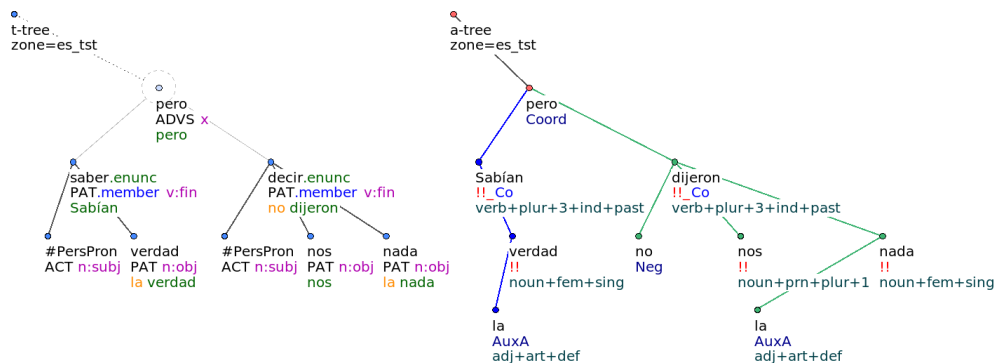 t-tree
zone=es_tst
pero
ADVS x
pero
saber.enunc
PAT.member v:fin
Sabían
decir.enunc
PAT.member v:fin
no dijeron
#PersPron
ACT n:subj
verdad
PAT n:obj
la verdad
#PersPron
ACT n:subj
nos
PAT n:obj
nos
nada
PAT n:obj
la nada
a-tree
zone=es_tst
pero
Coord
Sabían
!!_Co
verb+plur+3+ind+past
dijeron
!!_Co
verb+plur+3+ind+past
verdad
!!
noun+fem+sing
no
Neg
nos
!!
noun+prn+plur+1
nada
!!
noun+fem+sing
la
AuxA
adj+art+def
la
AuxA
adj+art+def